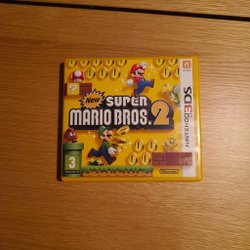 New
SUPER
MARIO BROS. 2
NINTENDO 3DS
3
Nintendo